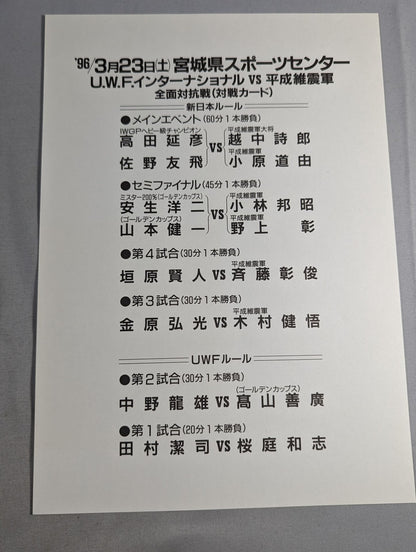 '96/3月23日(土)宮城県スポーツセンター
U.W.F.インターナショナル VS 平成維震軍
全面対抗戦(対戦カード)
新日本ルール
●メインエベント(60分1本勝負)
IWGPヘビー級チャンピオン 平成維震軍大将
高田延彦 VS 越中詩郎
平成維震軍
佐野友飛 小原道由
●セミファイナル(45分1本勝負)
ミスター200%(ゴールデンカップス) 平成維震軍
安生洋二 VS 小林邦昭
(ゴールデンカップス) 平成維震軍
山本健一 野上彰
●第4試合(30分1本勝負)
平成維震軍
垣原賢人 VS 斉藤彰俊
●第3試合(30分1本勝負)
平成維震軍
金原弘光 VS 木村健悟
UWFルール
●第2試合(30分1本勝負)
(ゴールデンカップス)
中野龍雄 VS 髙山善廣
●第1試合(20分1本勝負)
田村潔司 VS 桜庭和志